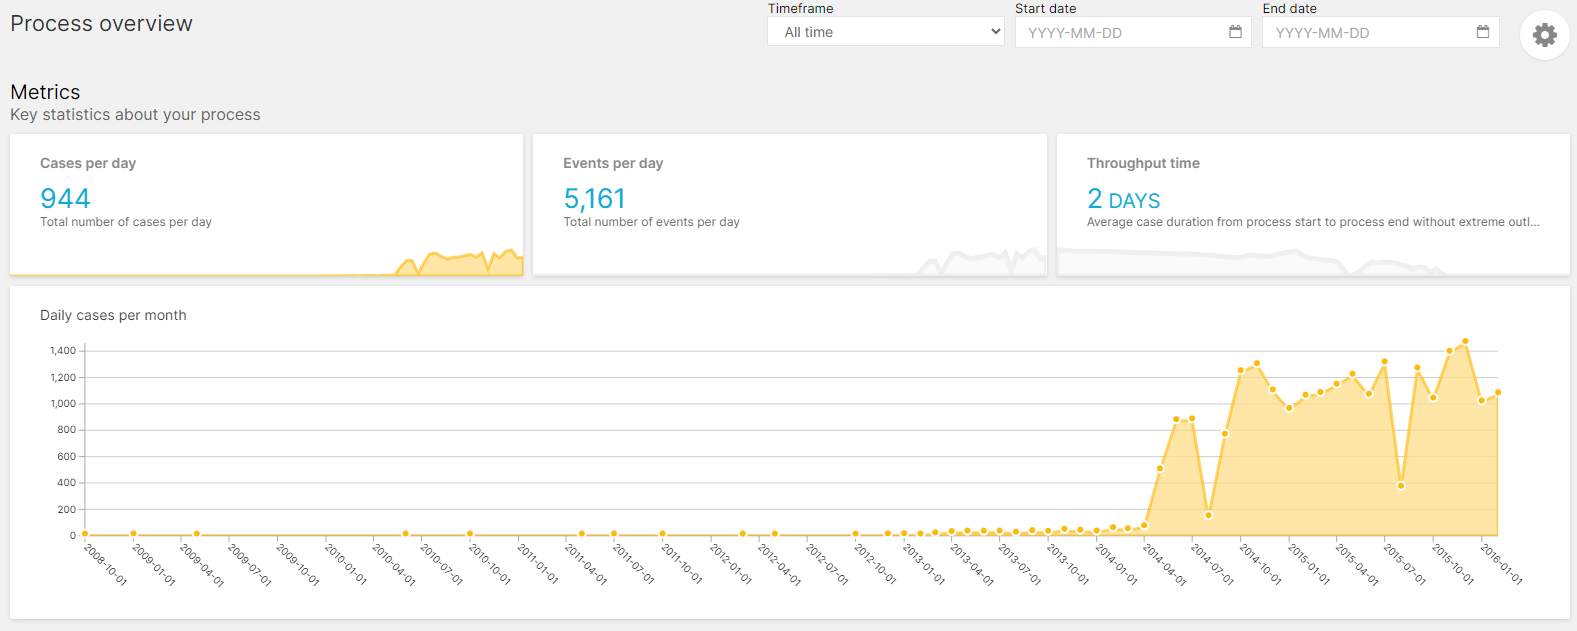 Process overview
Timeframe
All time
Start date
YYYY-MM-DD
End date
YYYY-MM-DD
Metrics
Key statistics about your process
Cases per day
944
Total number of cases per day
Events per day
5,161
Total number of events per day
Throughput time
2 DAYS
Average case duration from process start to process end without extreme outl...
Daily cases per month
1,400
1,200
1,000
800
600
400
200
0
2008-10-01
2009-01-01
2009-04-01
2009-07-01
2009-10-01
2010-01-01
2010-04-01
2010-07-01
2010-10-01
2011-01-01
2011-04-01
2011-07-01
2011-10-01
2012-01-01
2012-04-01
2012-07-01
2012-10-01
2013-01-01
2013-04-01
2013-07-01
2013-10-01
2014-01-01
2014-04-01
2014-07-01
2014-10-01
2015-01-01
2015-04-01
2015-07-01
2015-10-01
2016-01-01